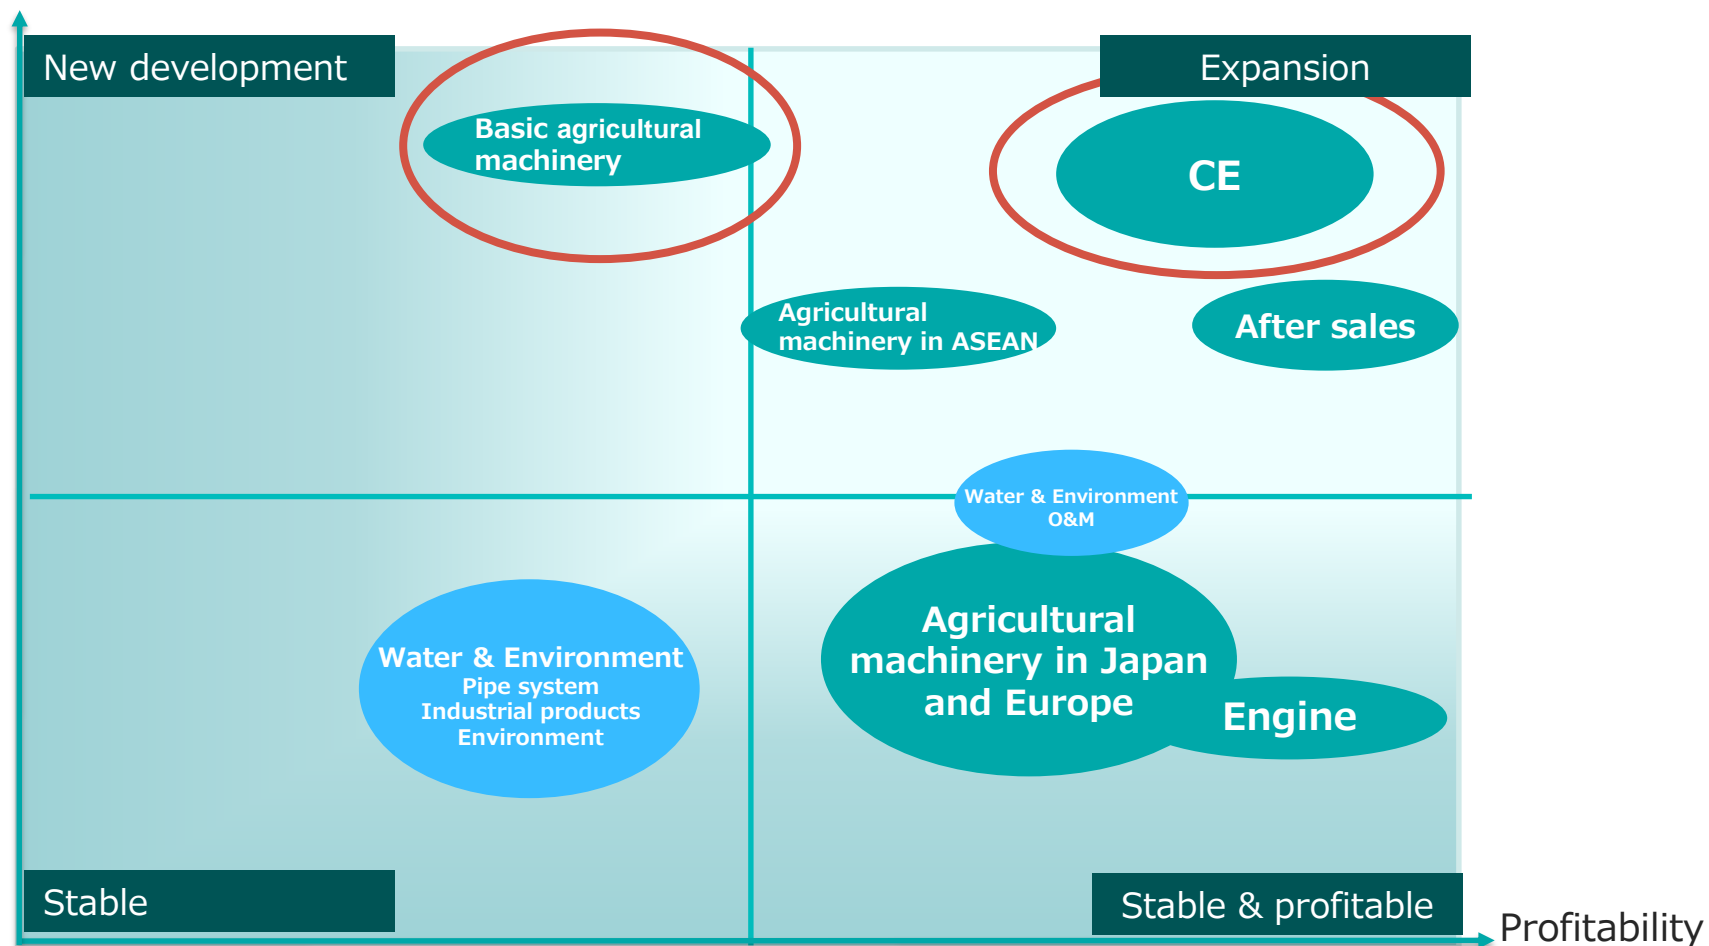 New development
Expansion
Basic agricultural
machinery
CE
Agricultural
machinery in ASEAN
After sales
Water & Environment
O&M
Agricultural
machinery in Japan
and Europe
Water & Environment
Pipe system
Industrial products
Environment
Engine
Stable
Stable & profitable
Profitability